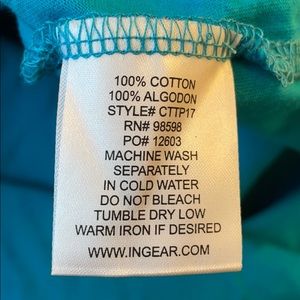 100% COTTON
100% ALGODON
STYLE# CTTP17
RN# 98598
PO# 12603
MACHINE WASH
SEPARATELY
IN COLD WATER
DO NOT BLEACH
TUMBLE DRY LOW
WARM IRON IF DESIRED
WWW.INGEAR.COM